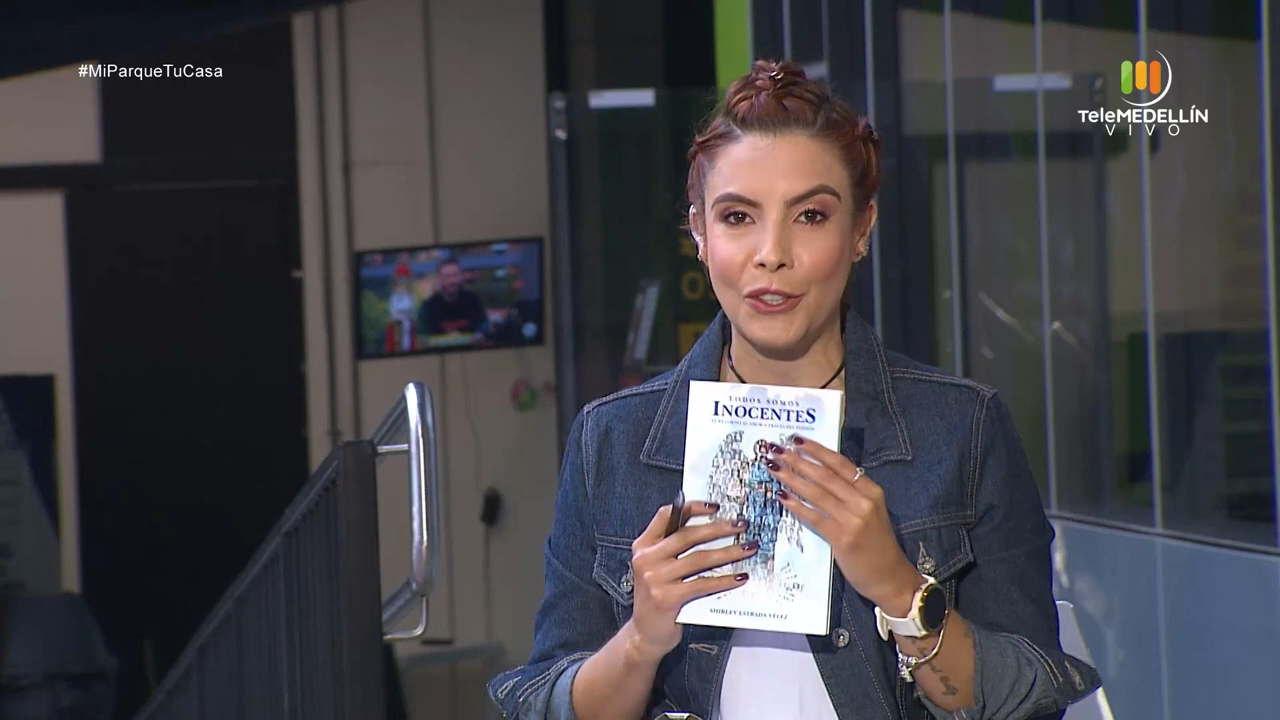 #MiParqueTuCasa
TeleMEDELLÍN
VIVO
TODOS SOMOS
INOCENTES
SHIRLEY ESTRADA VÉLEZ